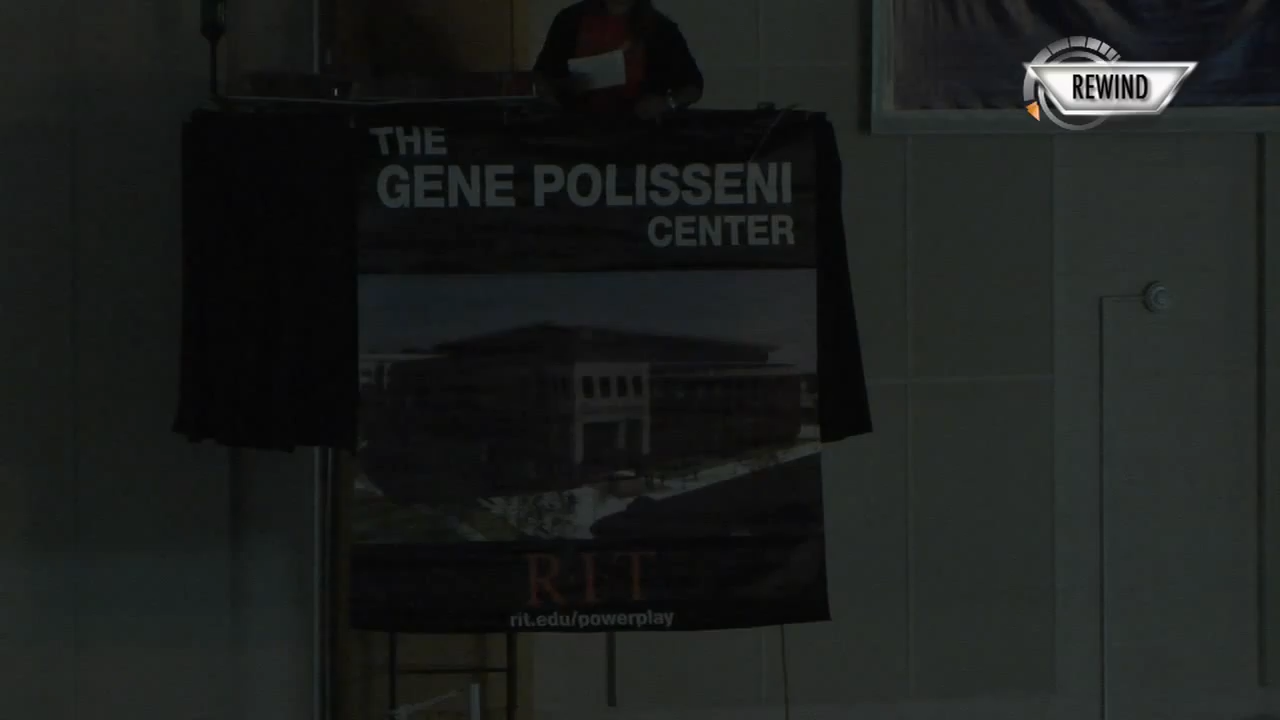 REWIND
THE
GENE POLISSENI
CENTER
RIT
rit.edu/powerplay